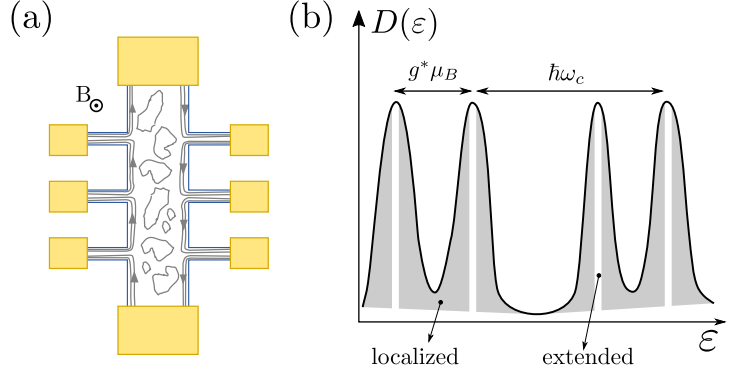 (a)
B
(b)
D(ε)
g*μ_B
ħω_c
ε
localized
extended